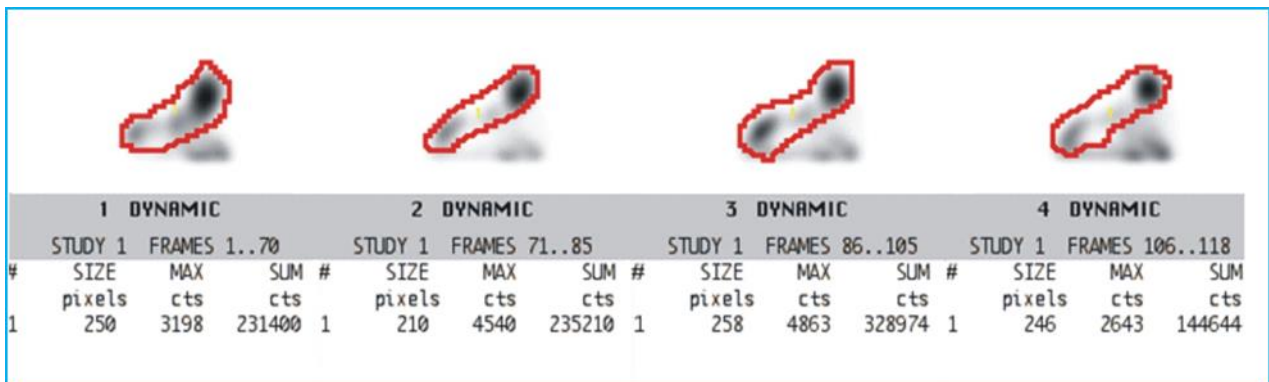 1 DYNAMIC 2 DYNAMIC 3 DYNAMIC 4 DYNAMIC
STUDY 1 FRAMES 1..70 STUDY 1 FRAMES 71..85 STUDY 1 FRAMES 86..105 STUDY 1 FRAMES 106..118
# SIZE MAX SUM # SIZE MAX SUM # SIZE MAX SUM # SIZE MAX SUM
pixels cts cts pixels cts cts pixels cts cts pixels cts cts
1 250 3198 231400 1 210 4540 235210 1 258 4863 328974 1 246 2643 144644